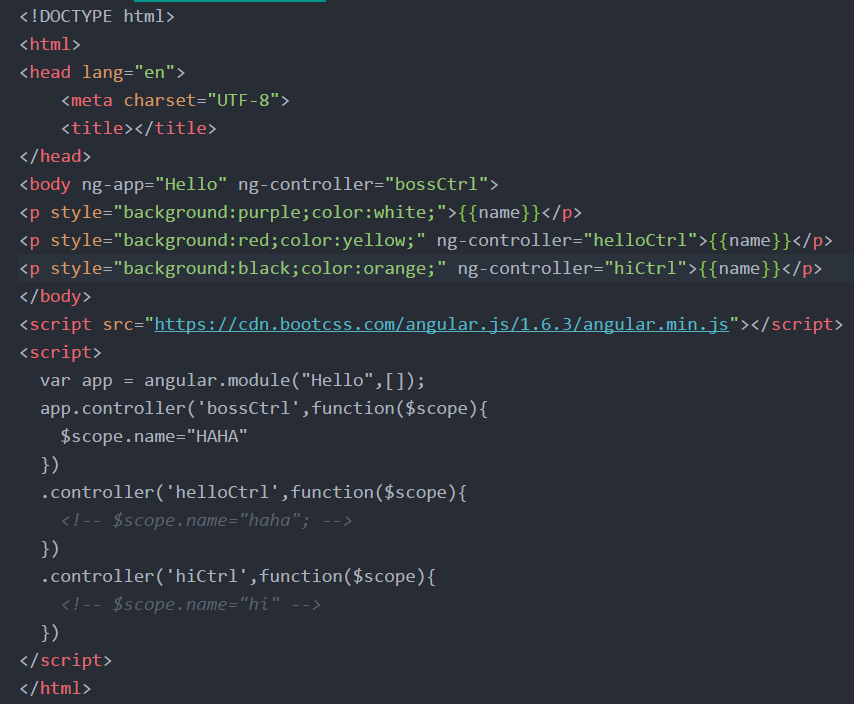 <!DOCTYPE html>
<html>
<head lang="en">
    <meta charset="UTF-8">
    <title></title>
</head>
<body ng-app="Hello" ng-controller="bossCtrl">
<p style="background:purple;color:white;">{{name}}</p>
<p style="background:red;color:yellow;" ng-controller="helloCtrl">{{name}}</p>
<p style="background:black;color:orange;" ng-controller="hiCtrl">{{name}}</p>
</body>
<script src="https://cdn.bootcss.com/angular.js/1.6.3/angular.min.js"></script>
<script>
  var app = angular.module("Hello",[]);
  app.controller('bossCtrl',function($scope){
    $scope.name="HAHA"
  })
  .controller('helloCtrl',function($scope){
    <!-- $scope.name="haha"; -->
  })
  .controller('hiCtrl',function($scope){
    <!-- $scope.name="hi" -->
  })
</script>
</html>